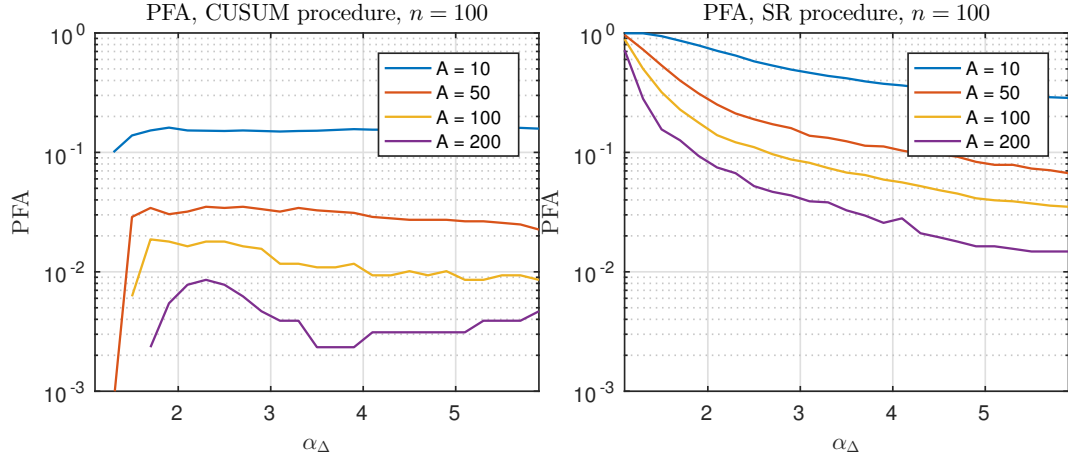 PFA, CUSUM procedure, n = 100
10^0
10^-1
10^-2
10^-3
PFA
2
3
4
5
α_Δ
A = 10
A = 50
A = 100
A = 200
PFA, SR procedure, n = 100
10^0
10^-1
10^-2
10^-3
PFA
2
3
4
5
α_Δ
A = 10
A = 50
A = 100
A = 200